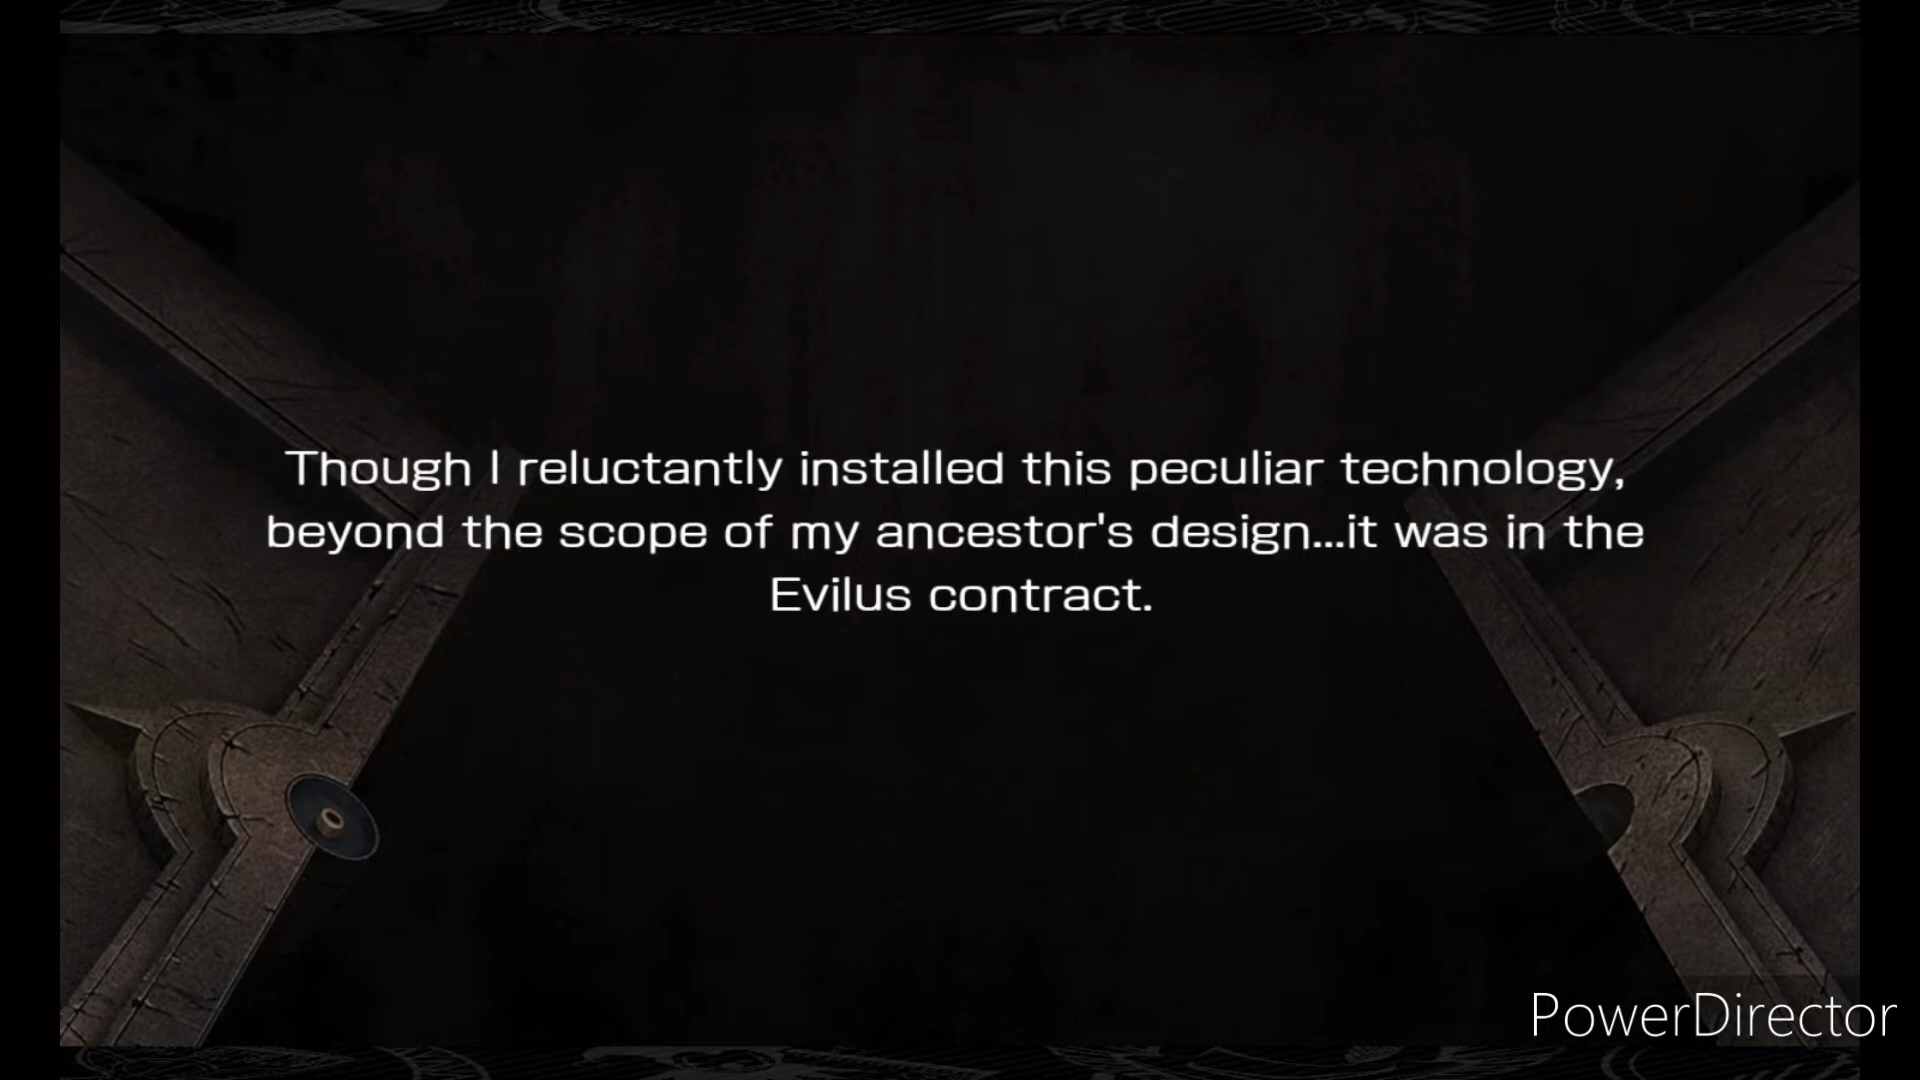 Though I reluctantly installed this peculiar technology,
beyond the scope of my ancestor's design...it was in the
Evilus contract.
PowerDirector